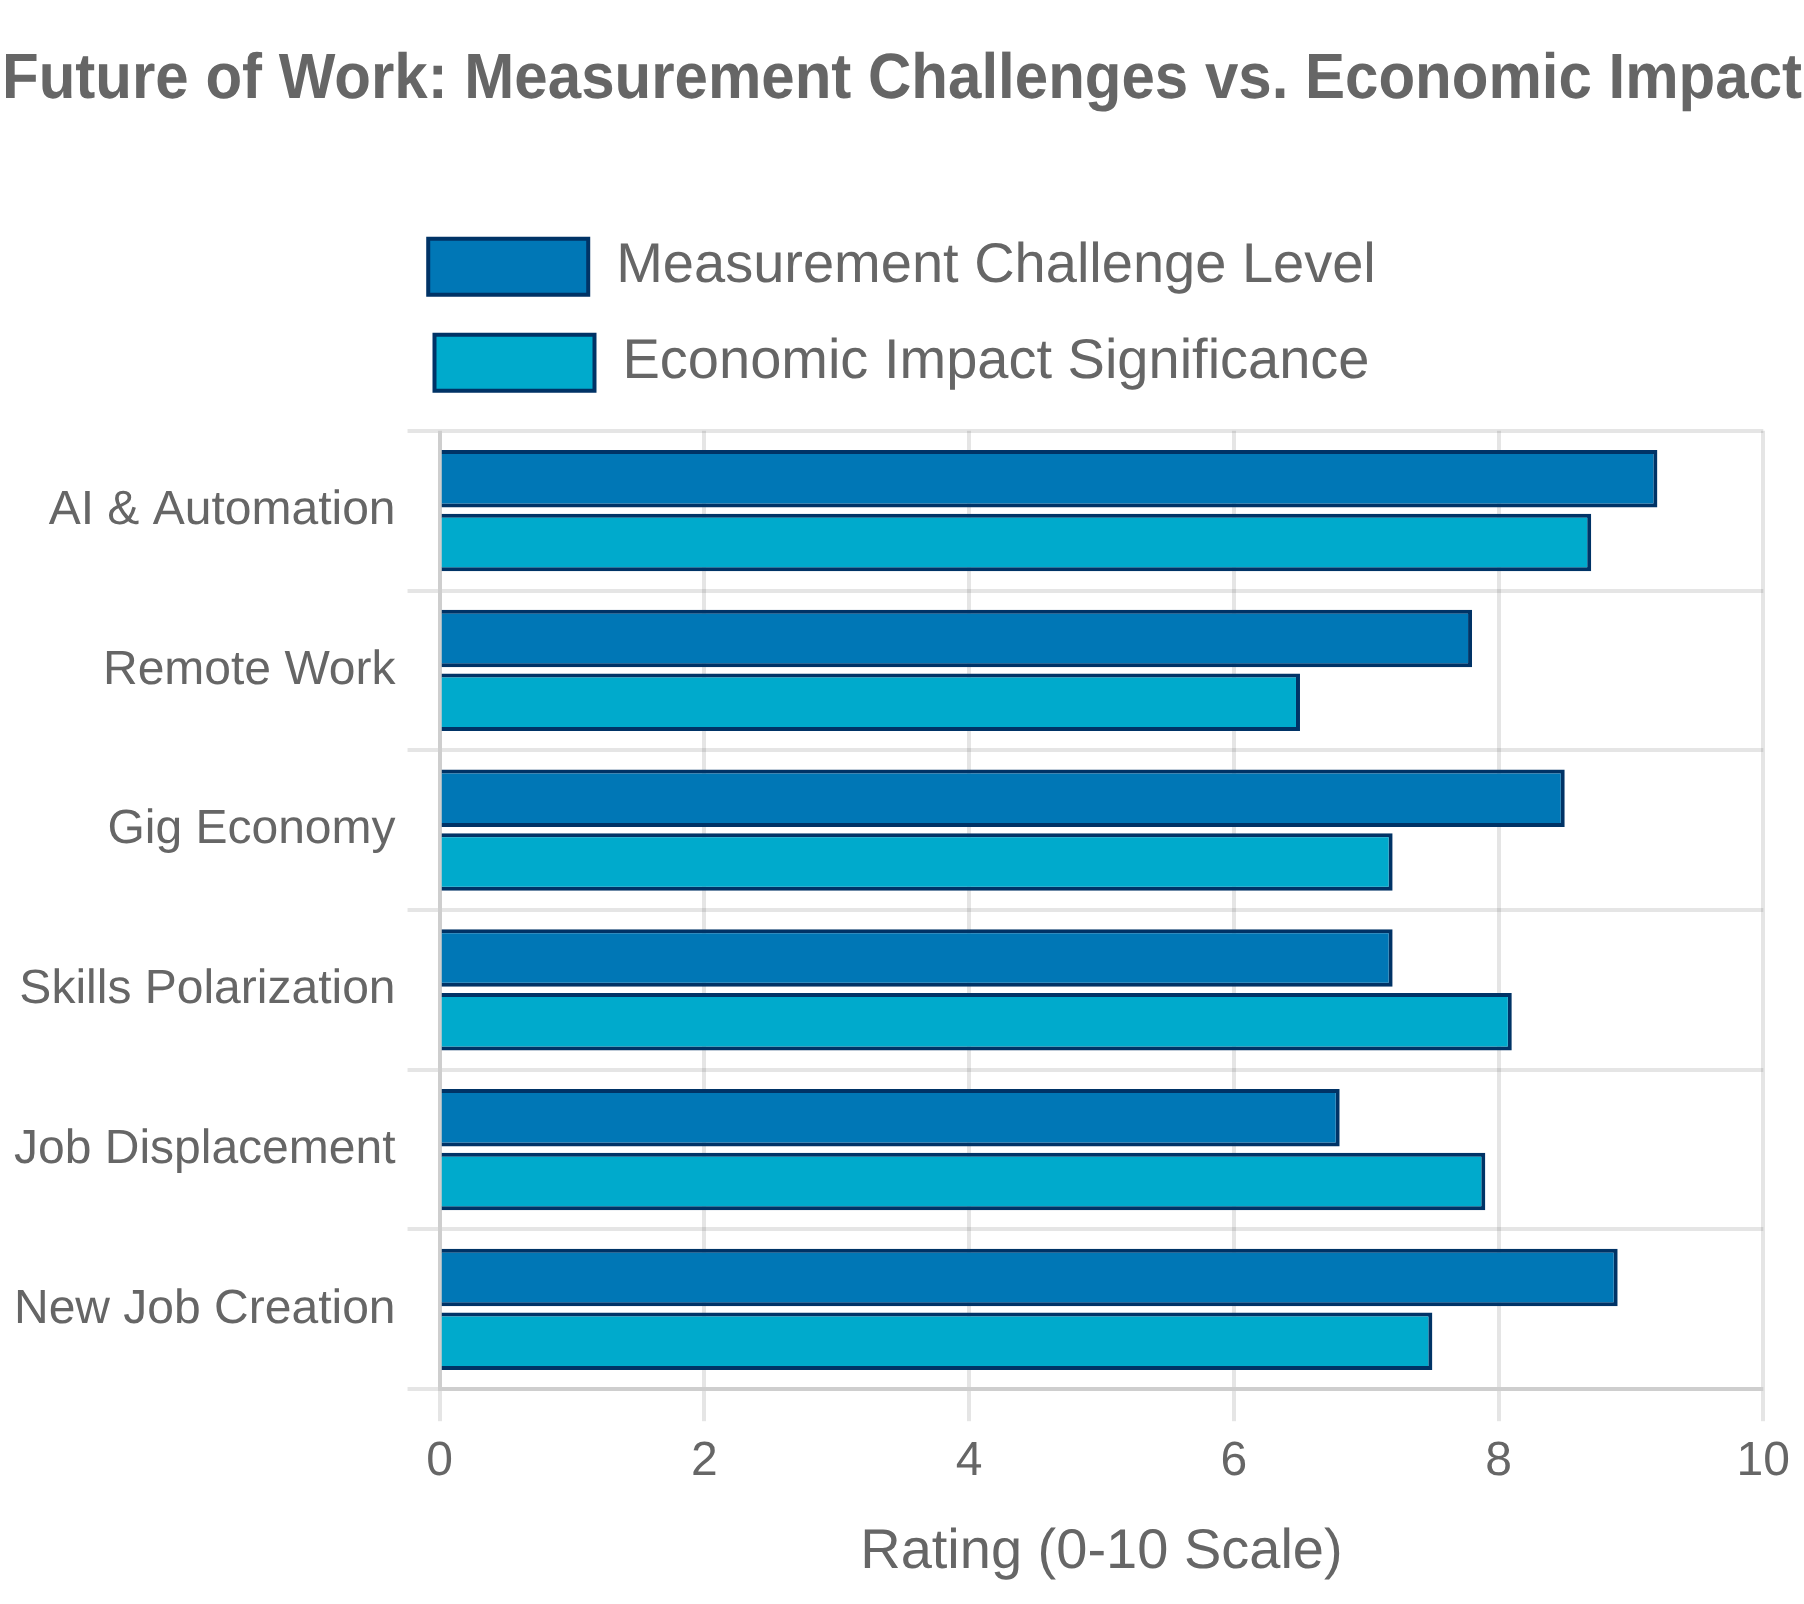 Future of Work: Measurement Challenges vs. Economic Impact
Measurement Challenge Level
Economic Impact Significance
AI & Automation
Remote Work
Gig Economy
Skills Polarization
Job Displacement
New Job Creation
0 2 4 6 8 10
Rating (0-10 Scale)